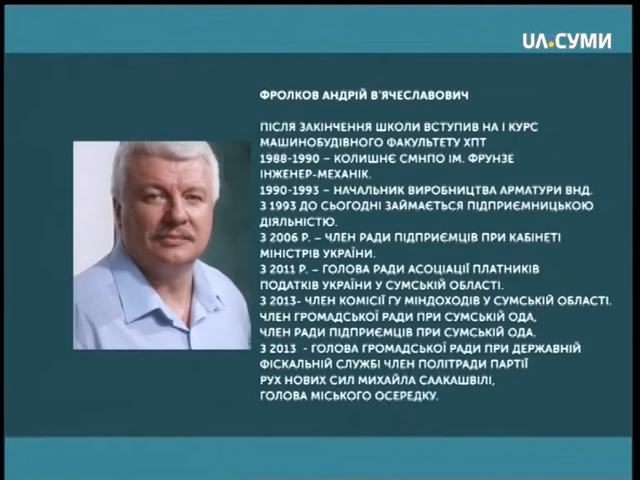 UA:СУМИ
ФРОЛКОВ АНДРІЙ В'ЯЧЕСЛАВОВИЧ
ПІСЛЯ ЗАКІНЧЕННЯ ШКОЛИ ВСТУПИВ НА І КУРС
МАШИНОБУДІВНОГО ФАКУЛЬТЕТУ ХПТ
1988-1990 – КОЛИШНЄ СМНПО ІМ. ФРУНЗЕ
ІНЖЕНЕР-МЕХАНІК.
1990-1993 – НАЧАЛЬНИК ВИРОБНИЦТВА АРМАТУРИ ВНД.
З 1993 ДО СЬОГОДНІ ЗАЙМАЄТЬСЯ ПІДПРИЄМНИЦЬКОЮ
ДІЯЛЬНІСТЮ.
З 2006 Р. – ЧЛЕН РАДИ ПІДПРИЄМЦІВ ПРИ КАБІНЕТІ
МІНІСТРІВ УКРАЇНИ.
З 2011 Р. – ГОЛОВА РАДИ АСОЦІАЦІЇ ПЛАТНИКІВ
ПОДАТКІВ УКРАЇНИ У СУМСЬКІЙ ОБЛАСТІ.
З 2013- ЧЛЕН КОМІСІЇ ГУ МІНДОХОДІВ У СУМСЬКІЙ ОБЛАСТІ.
ЧЛЕН ГРОМАДСЬКОЇ РАДИ ПРИ СУМСЬКІЙ ОДА,
ЧЛЕН РАДИ ПІДПРИЄМЦІВ ПРИ СУМСЬКІЙ ОДА.
З 2013 - ГОЛОВА ГРОМАДСЬКОЇ РАДИ ПРИ ДЕРЖАВНІЙ
ФІСКАЛЬНІЙ СЛУЖБІ ЧЛЕН ПОЛІТРАДИ ПАРТІЇ
РУХ НОВИХ СИЛ МИХАЙЛА СААКАШВІЛІ,
ГОЛОВА МІСЬКОГО ОСЕРЕДКУ.